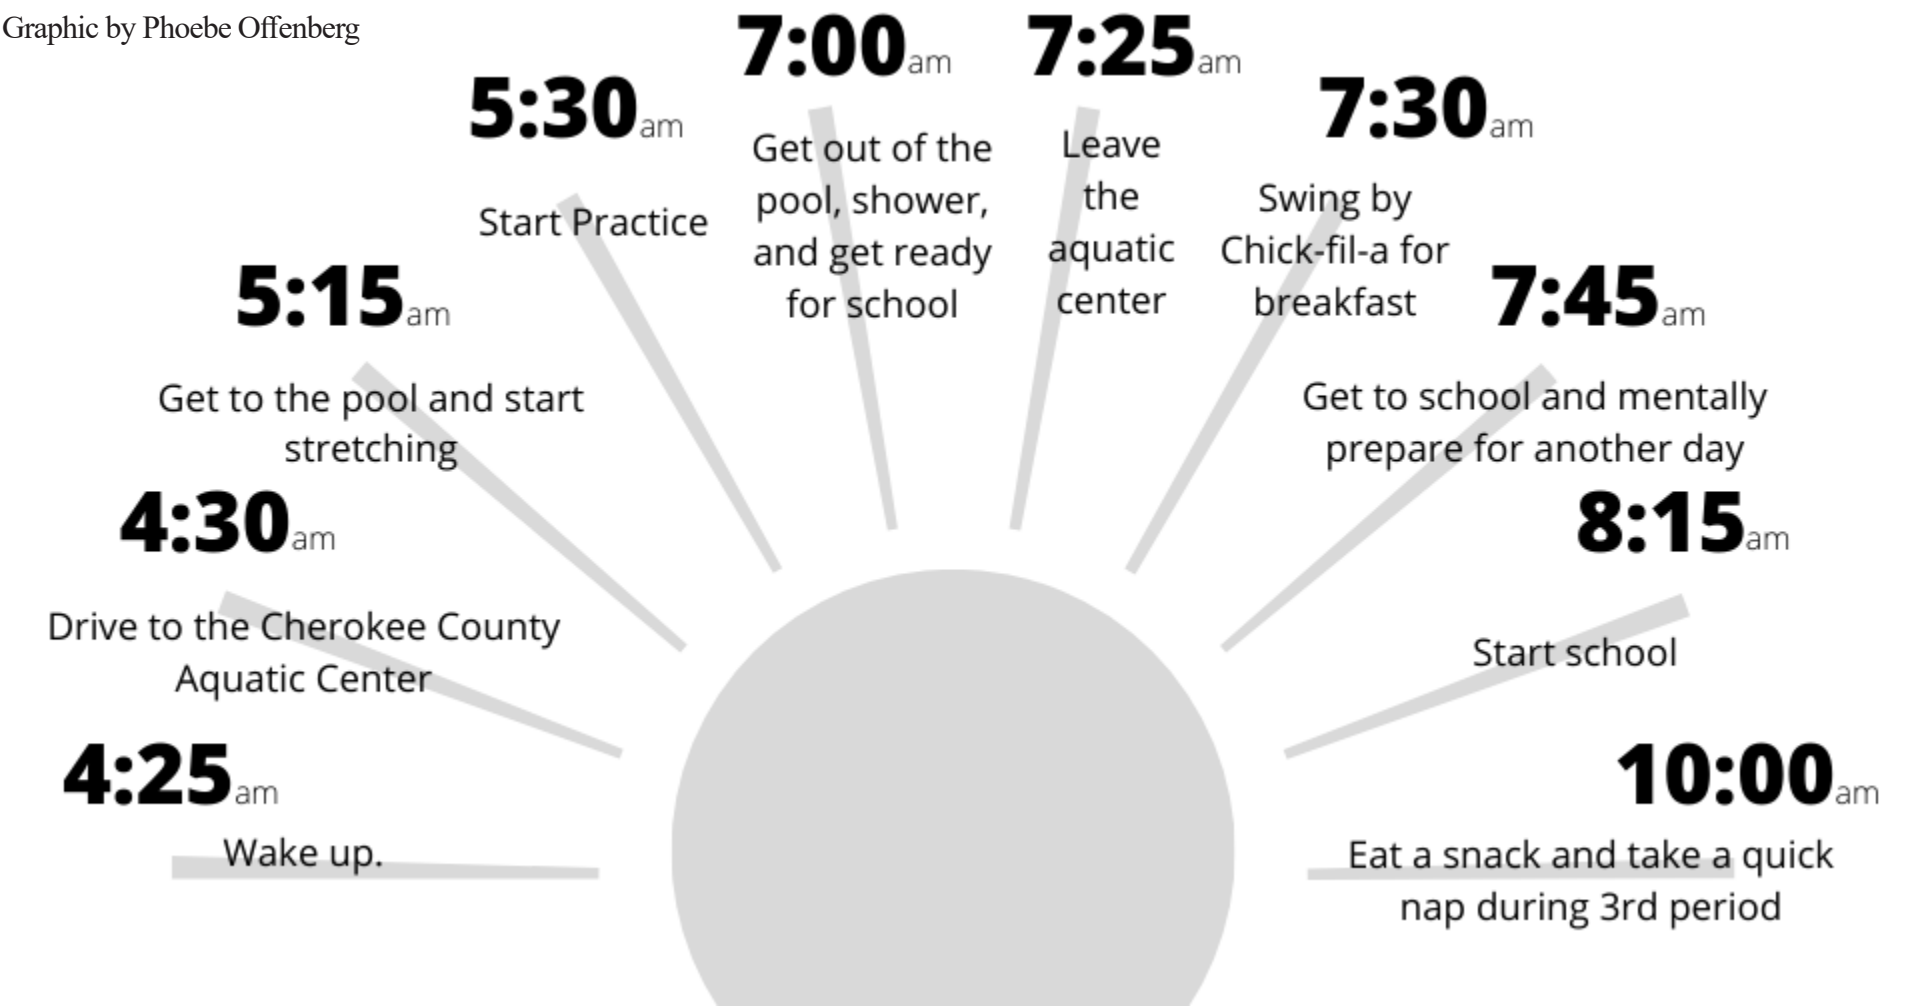 Graphic by Phoebe Offenberg
4:25am
Wake up.
4:30am
Drive to the Cherokee County
Aquatic Center
5:15am
Get to the pool and start
stretching
5:30am
Start Practice
7:00am
Get out of the
pool, shower,
and get ready
for school
7:25am
Leave
the
aquatic
center
7:30am
Swing by
Chick-fil-a for
breakfast
7:45am
Get to school and mentally
prepare for another day
8:15am
Start school
10:00am
Eat a snack and take a quick
nap during 3rd period